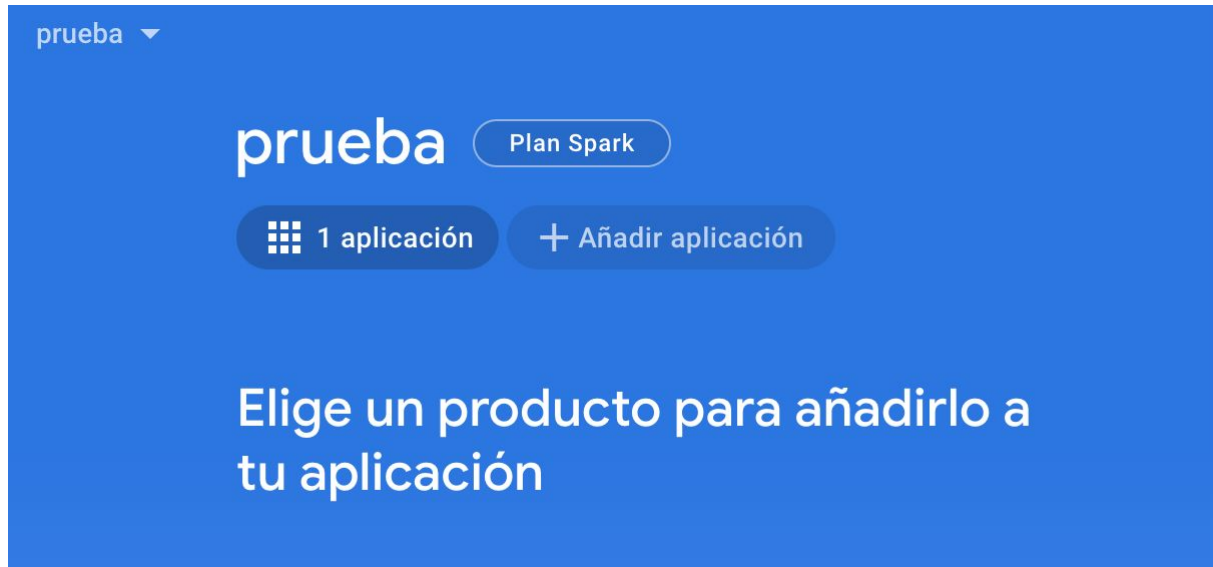 prueba
prueba Plan Spark
1 aplicación + Añadir aplicación
Elige un producto para añadirlo a
tu aplicación